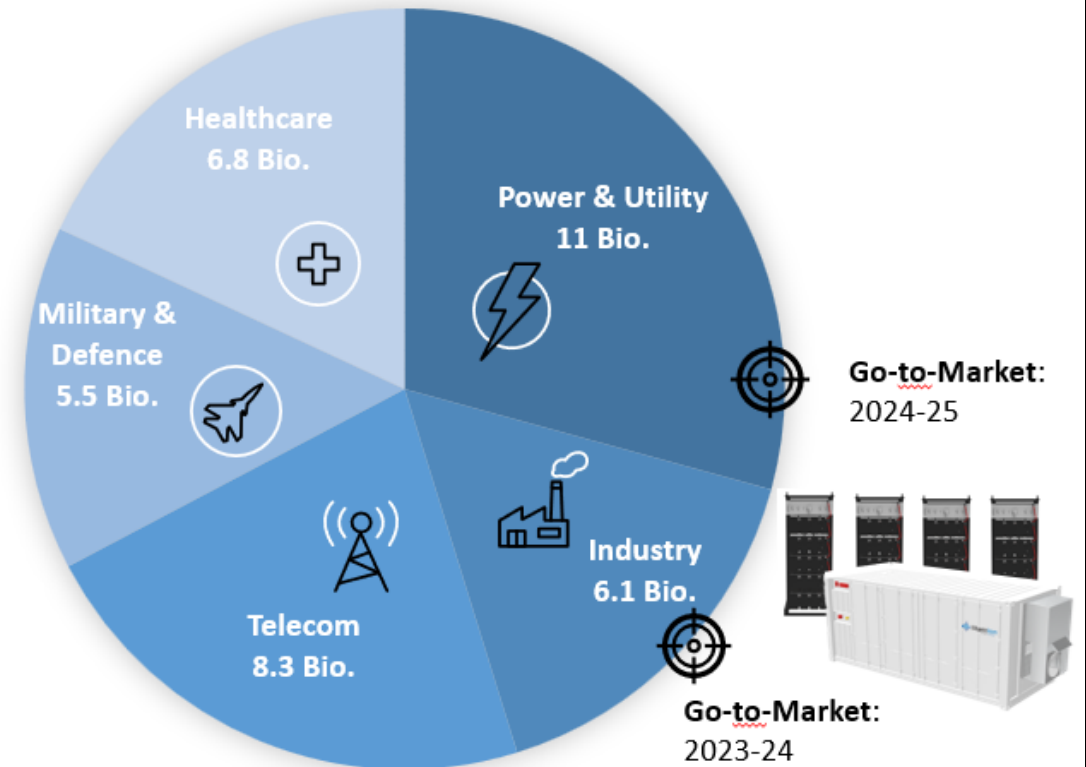 Healthcare
6.8 Bio.
Power & Utility
11 Bio.
Military &
Defence
5.5 Bio.
Go-to-Market:
2024-25
Industry
6.1 Bio.
Telecom
8.3 Bio.
Go-to-Market:
2023-24